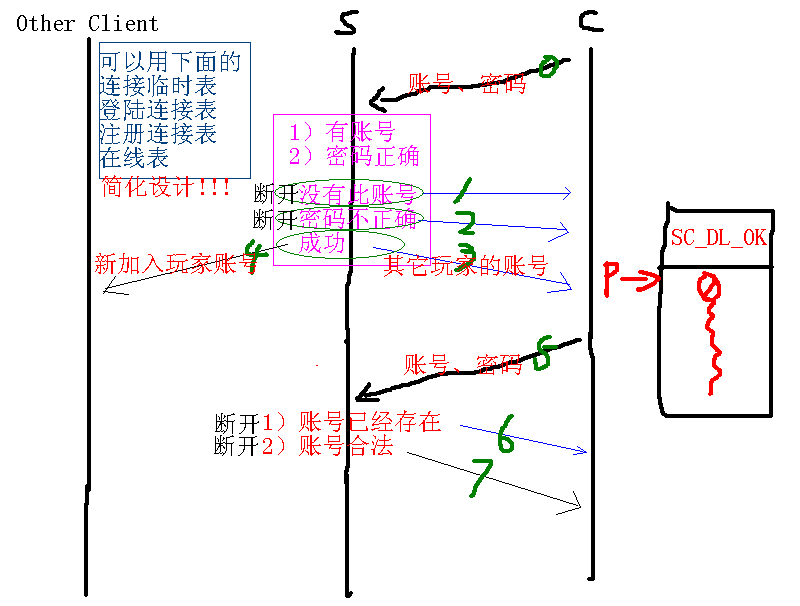 Other Client
S
C
可以用下面的
连接临时表
登陆连接表
注册连接表
在线表
简化设计!!!
账号、密码
0
1）有账号
2）密码正确
断开没有此账号
1
断开密码不正确
2
成功
3
4
新加入玩家账号
其它玩家的账号
SC_DL_OK
P
0
账号、密码
5
断开1）账号已经存在
6
断开2）账号合法
7